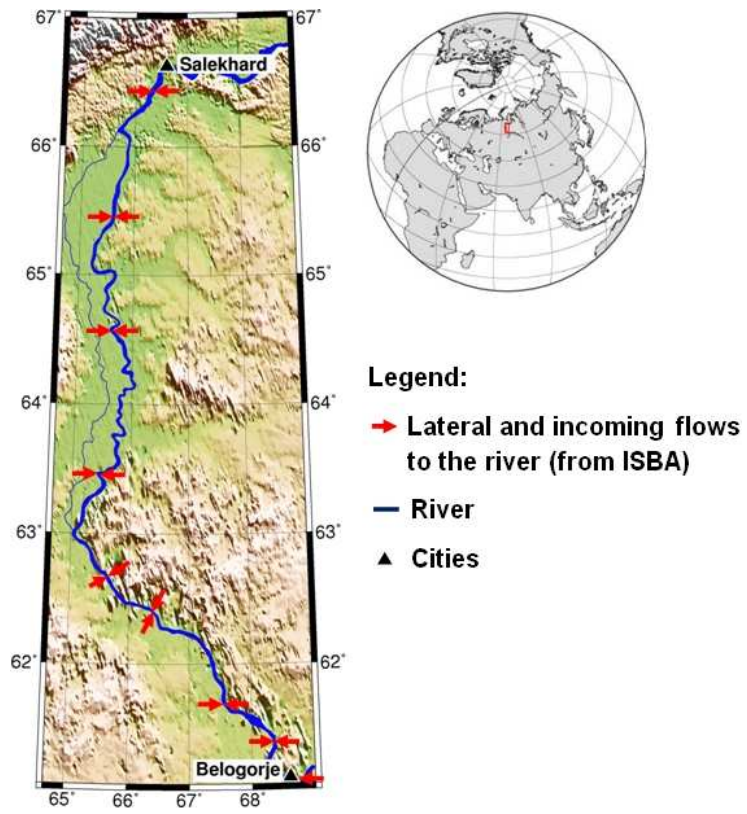 67˚ 67˚
Salekhard
66˚ 66˚
65˚ 65˚
64˚ 64˚
63˚ 63˚
62˚ 62˚
Belogorje
65˚ 66˚ 67˚ 68˚
Legend:
Lateral and incoming flows
to the river (from ISBA)
River
Cities